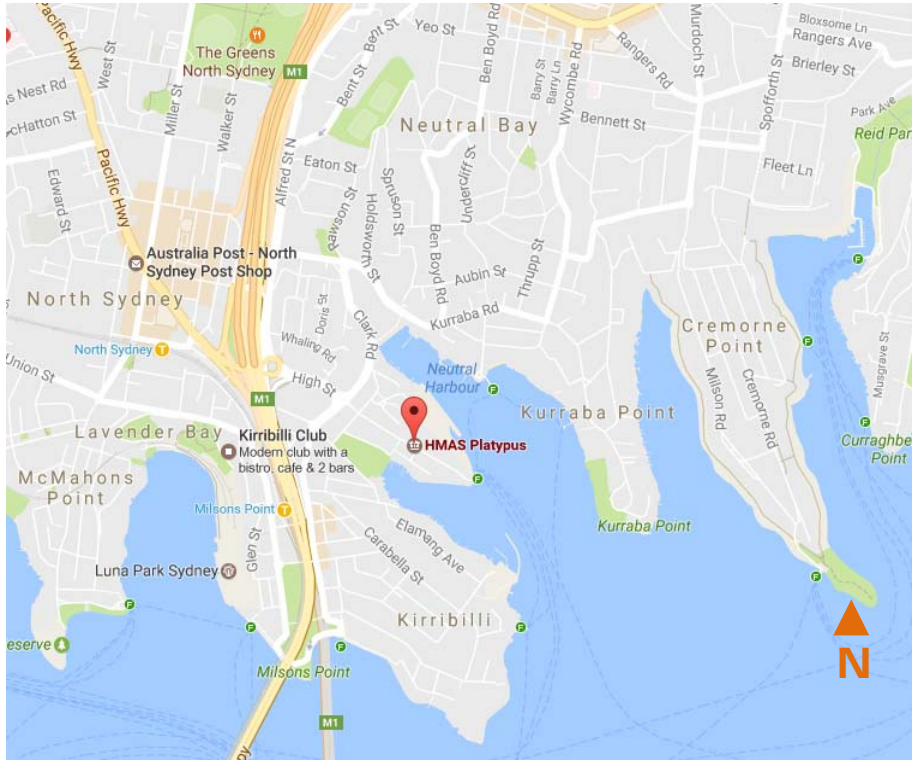 Pacific Hwy
West St
Miller St
Walker St
The Greens
North Sydney
M1
Bent St
Ben Boyd Rd
Yeo St
Ben Boyd Rd
Barry St
Barry Ln
Wycombe Rd
Rangers Rd
Murdoch St
Spofforth St
Bloxsome Ln
Rangers Ave
Brierley St
Park Ave
s Nest Rd
cHatton St
Edward St
Pacific Hwy
Alfred St N
Eaton St
Neutral Bay
Bennett St
Fleet Ln
Reid Par
Rawson St
Holdsworth St
Spruson St
Undercliff St
Ben Boyd Rd
Aubin St
Thrupp St
Kurraba Rd
Australia Post - North
Sydney Post Shop
North Sydney
Doris St
Whaling Rd
Clark Rd
North Sydney
T
Union St
High St
M1
Neutral
Harbour
F
Cremorne
Point
Milson Rd
Cremorne Rd
F
F
Musgrave St
F
Curraghbe
Point
Kurraba Point
Lavender Bay
Kirribilli Club
Modern club with a
bistro, cafe & 2 bars
HMAS Platypus
McMahons
Point
Milsons Point
T
F
Kurraba Point
Glen St
Elamang Ave
Carabella St
Luna Park Sydney
F
F
F
F
F
Kirribilli
eserve
Milsons Point
M1
py
N